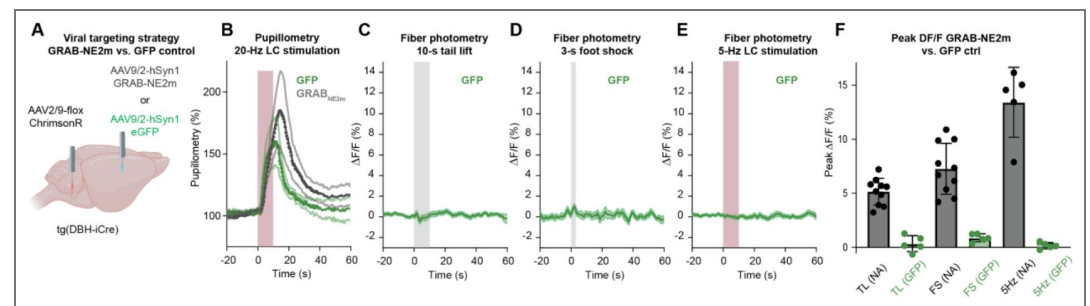 A
Viral targeting strategy
GRAB-NE2m vs. GFP control
AAV9/2-hSyn1
GRAB-NE2m
or
AAV2/9-flox
ChrimsonR
AAV9/2-hSyn1
eGFP
tg(DBH-iCre)
B
Pupillometry
20-Hz LC stimulation
GFP
GRABNE2m
Pupillometry (%)
200
150
100
-20 0 20 40 60
Time (s)
C
Fiber photometry
10-s tail lift
GFP
ΔF/F (%)
14
12
10
8
6
4
2
0
-2
-20 0 20 40 60
Time (s)
D
Fiber photometry
3-s foot shock
GFP
ΔF/F (%)
14
12
10
8
6
4
2
0
-2
-20 0 20 40 60
Time (s)
E
Fiber photometry
5-Hz LC stimulation
GFP
ΔF/F (%)
14
12
10
8
6
4
2
0
-2
-20 0 20 40 60
Time (s)
F
Peak DF/F GRAB-NE2m
vs. GFP ctrl
Peak ΔF/F (%)
15
10
5
0
TL (NA)
TL (GFP)
FS (NA)
FS (GFP)
5Hz (NA)
5Hz (GFP)